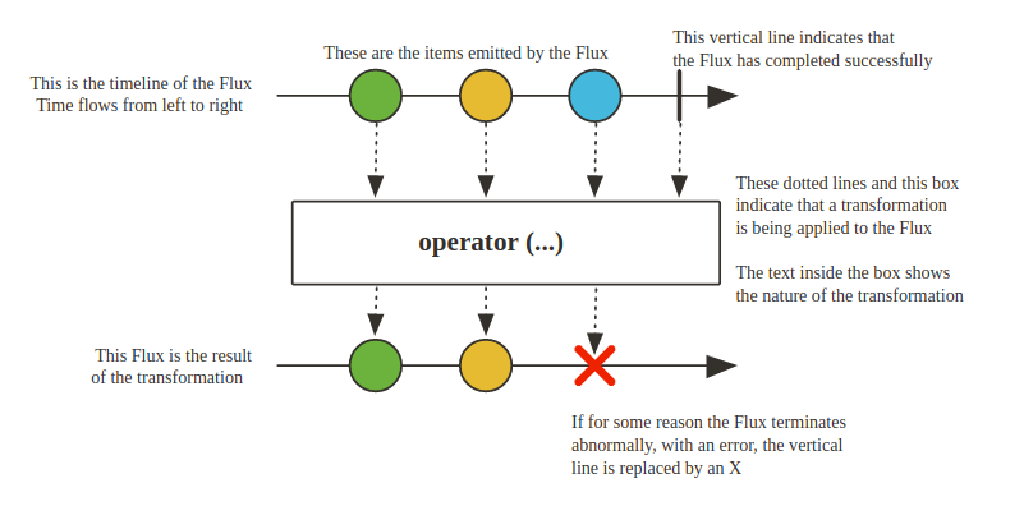 These are the items emitted by the Flux
This vertical line indicates that
the Flux has completed successfully
This is the timeline of the Flux
Time flows from left to right
These dotted lines and this box
indicate that a transformation
is being applied to the Flux
operator (...)
The text inside the box shows
the nature of the transformation
This Flux is the result
of the transformation
If for some reason the Flux terminates
abnormally, with an error, the vertical
line is replaced by an X